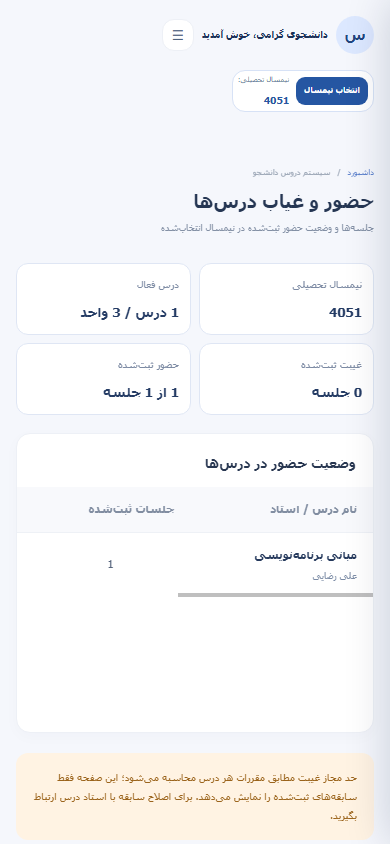 س
دانشجوی گرامی، خوش آمدید
☰
انتخاب نیمسال
نیمسال تحصیلی:
4051
داشبورد / سیستم دروس دانشجو
حضور و غیاب درس‌ها
جلسه‌ها و وضعیت حضور ثبت‌شده در نیمسال انتخاب‌شده
نیمسال تحصیلی
4051
درس فعال
1 درس / 3 واحد
غیبت ثبت‌شده
0 جلسه
حضور ثبت‌شده
1 از 1 جلسه
وضعیت حضور در درس‌ها
نام درس / استاد
جلسات ثبت‌شده
مبانی برنامه‌نویسی
علی رضایی
1
حد مجاز غیبت مطابق مقررات هر درس محاسبه می‌شود؛ این صفحه فقط
سابقه‌های ثبت‌شده را نمایش می‌دهد. برای اصلاح سابقه با استاد درس ارتباط
بگیرید.